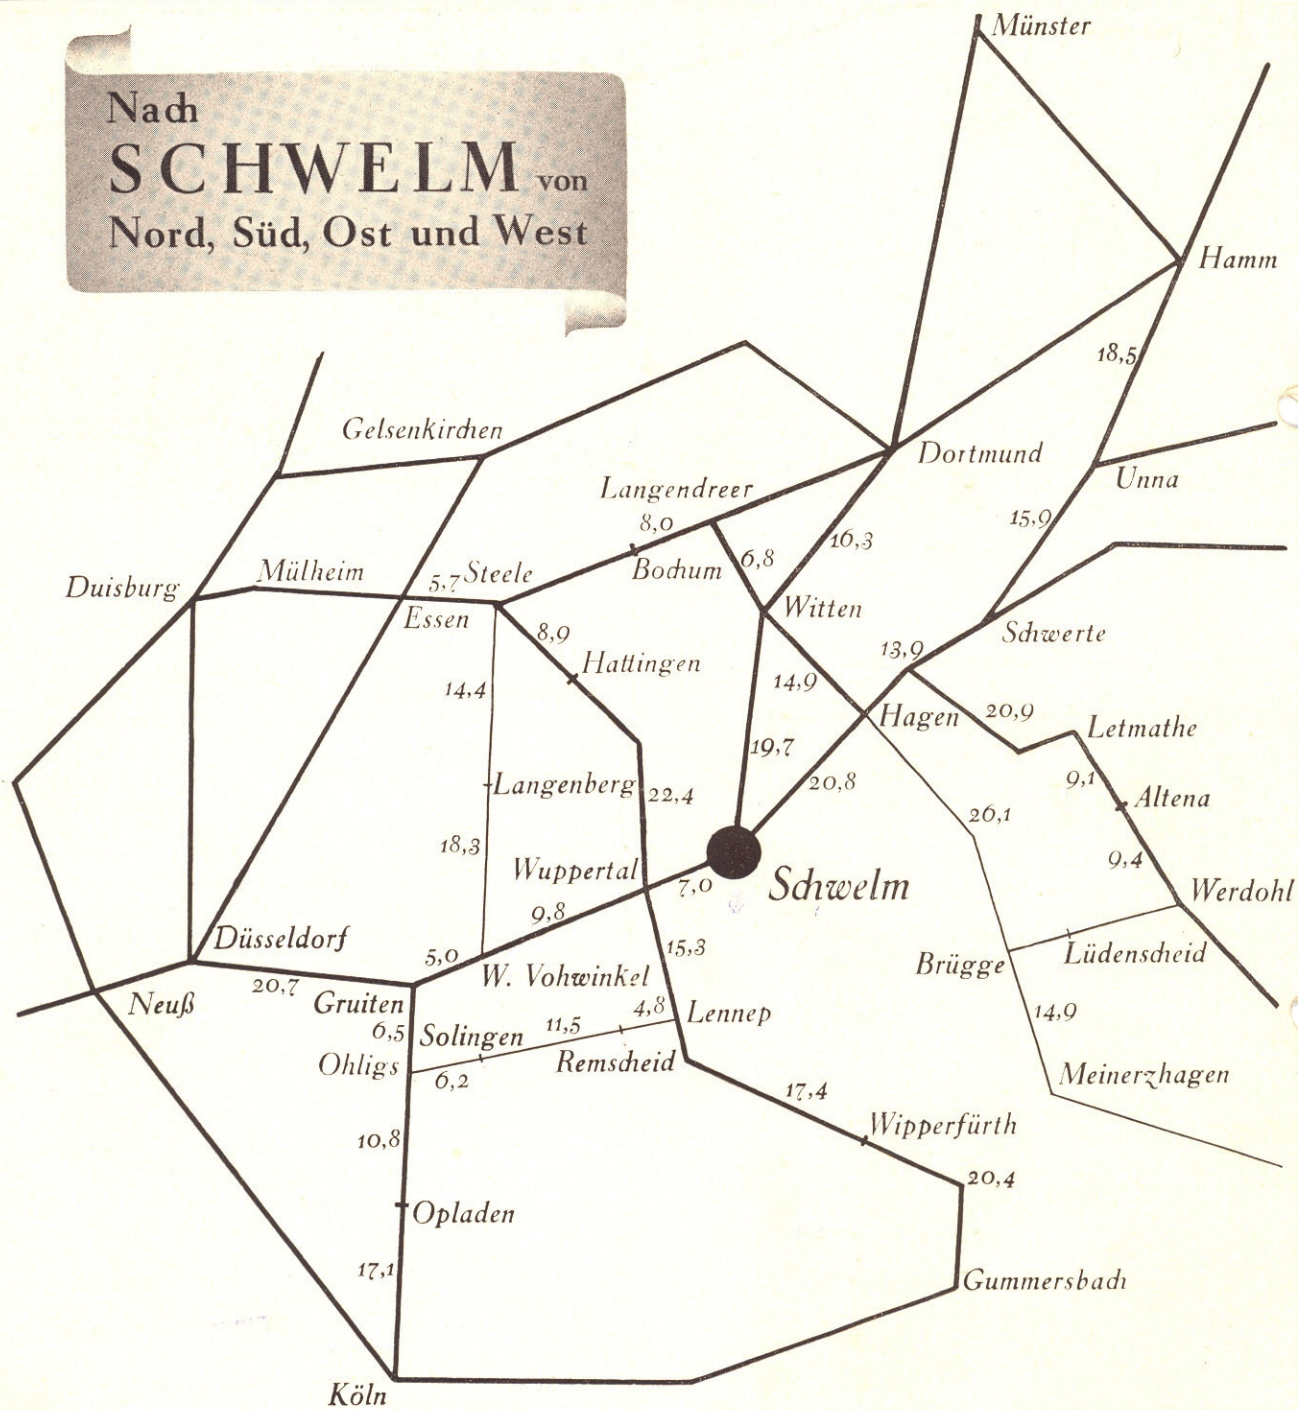 Nach
SCHWELM von
Nord, Süd, Ost und West
Münster
Hamm
18,5
Gelsenkirchen
Dortmund
Unna
Langendreer
8,0
15,9
16,3
Duisburg
Mülheim
5,7
Steele
Bochum
6,8
Essen
Witten
8,9
Schwerte
13,9
Hattingen
14,4
14,9
Hagen
20,9
Letmathe
19,7
9,1
Langenberg
22,4
20,8
Altena
26,1
18,3
9,4
Wuppertal
7,0
Schwelm
Werdohl
9,8
Düsseldorf
5,0
15,3
Brügge
Lüdenscheid
W. Vohwinkel
20,7
Neuß
Gruiten
4,8
Lennep
14,9
6,5
Solingen
11,5
Ohligs
6,2
Remscheid
Meinerzhagen
17,4
Wipperfürth
10,8
20,4
Opladen
17,1
Gummersbach
Köln